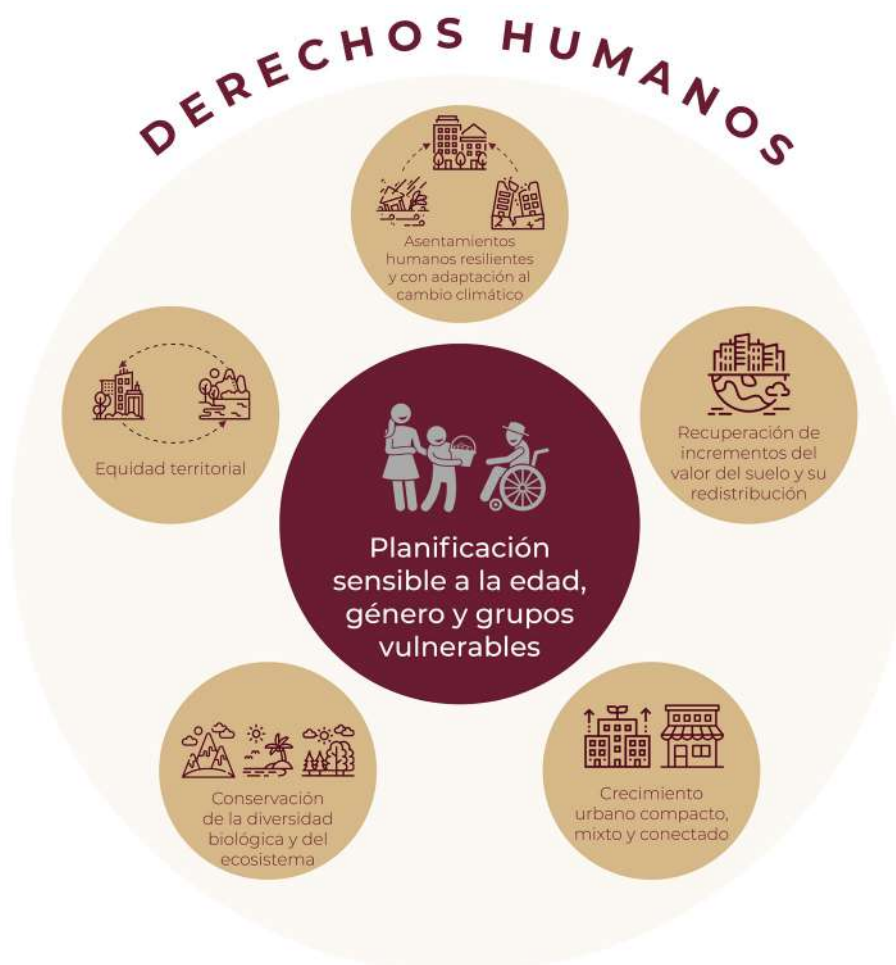 DERECHOS HUMANOS
Asentamientos
humanos resilientes
y con adaptación al
cambio climático
Equidad territorial
Recuperación de
incrementos del
valor del suelo y su
redistribución
Planificación
sensible a la edad,
género y grupos
vulnerables
Conservación
de la diversidad
biológica y del
ecosistema
Crecimiento
urbano compacto,
mixto y conectado